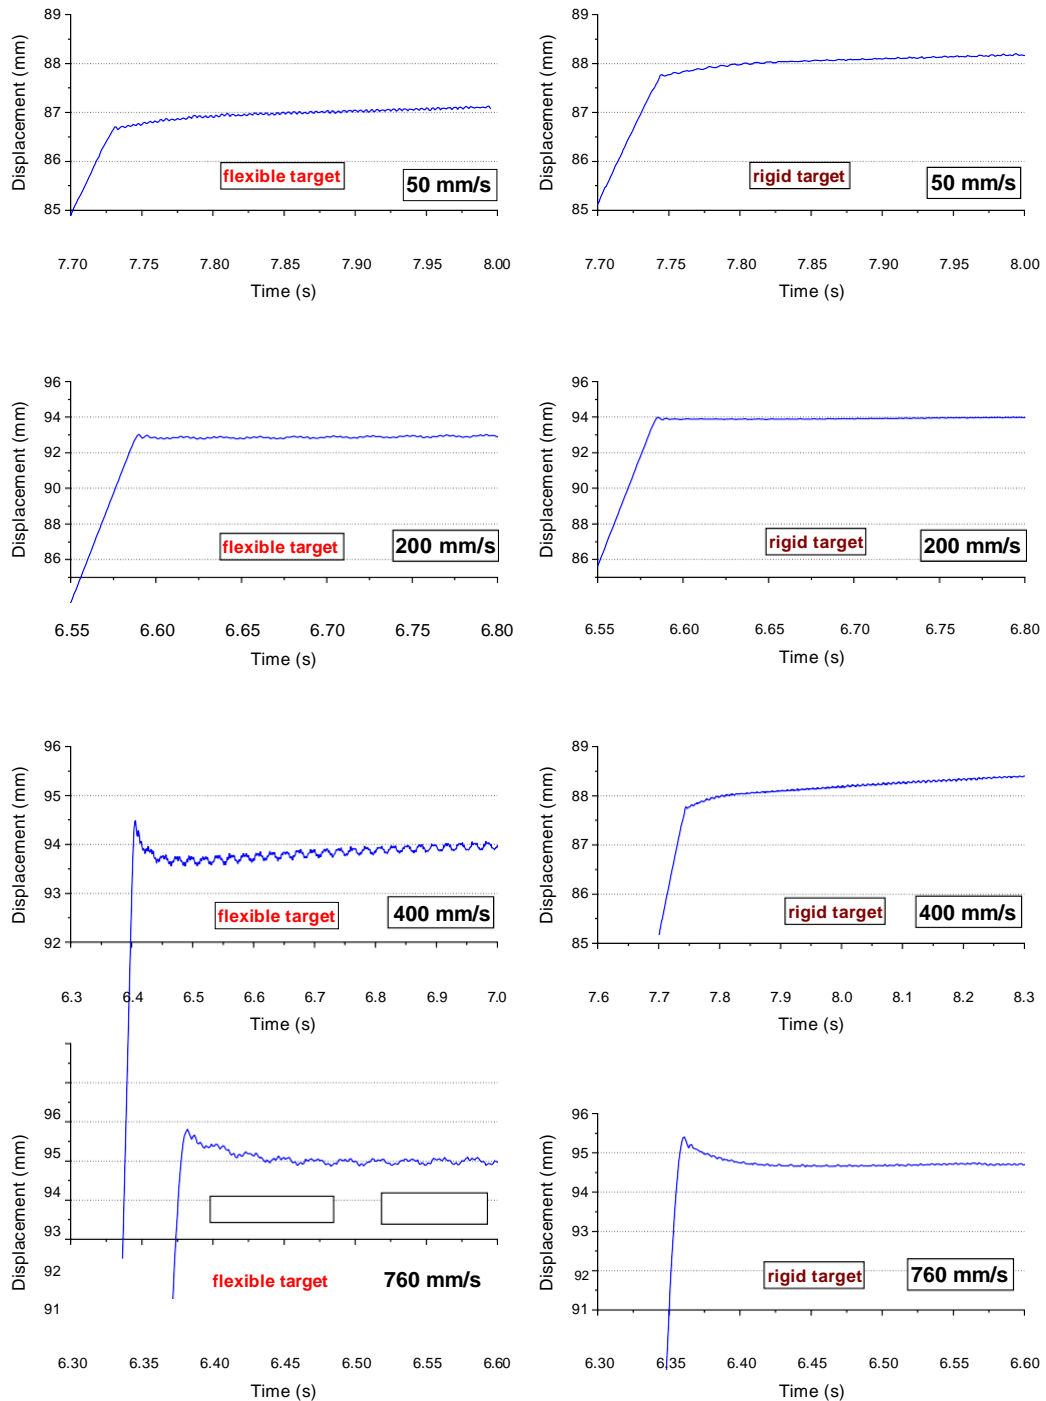 89
88
87
86
85
Displacement (mm)
flexible target
50 mm/s
7.70 7.75 7.80 7.85 7.90 7.95 8.00
Time (s)
89
88
87
86
85
Displacement (mm)
rigid target
50 mm/s
7.70 7.75 7.80 7.85 7.90 7.95 8.00
Time (s)
96
94
92
90
88
86
Displacement (mm)
flexible target
200 mm/s
6.55 6.60 6.65 6.70 6.75 6.80
Time (s)
96
94
92
90
88
86
Displacement (mm)
rigid target
200 mm/s
6.55 6.60 6.65 6.70 6.75 6.80
Time (s)
96
95
94
93
92
Displacement (mm)
flexible target
400 mm/s
6.3 6.4 6.5 6.6 6.7 6.8 6.9 7.0
Time (s)
89
88
87
86
85
Displacement (mm)
rigid target
400 mm/s
7.6 7.7 7.8 7.9 8.0 8.1 8.2 8.3
Time (s)
96
95
94
93
92
91
Displacement (mm)
flexible target
760 mm/s
6.30 6.35 6.40 6.45 6.50 6.55 6.60
Time (s)
96
95
94
93
92
91
Displacement (mm)
rigid target
760 mm/s
6.30 6.35 6.40 6.45 6.50 6.55 6.60
Time (s)